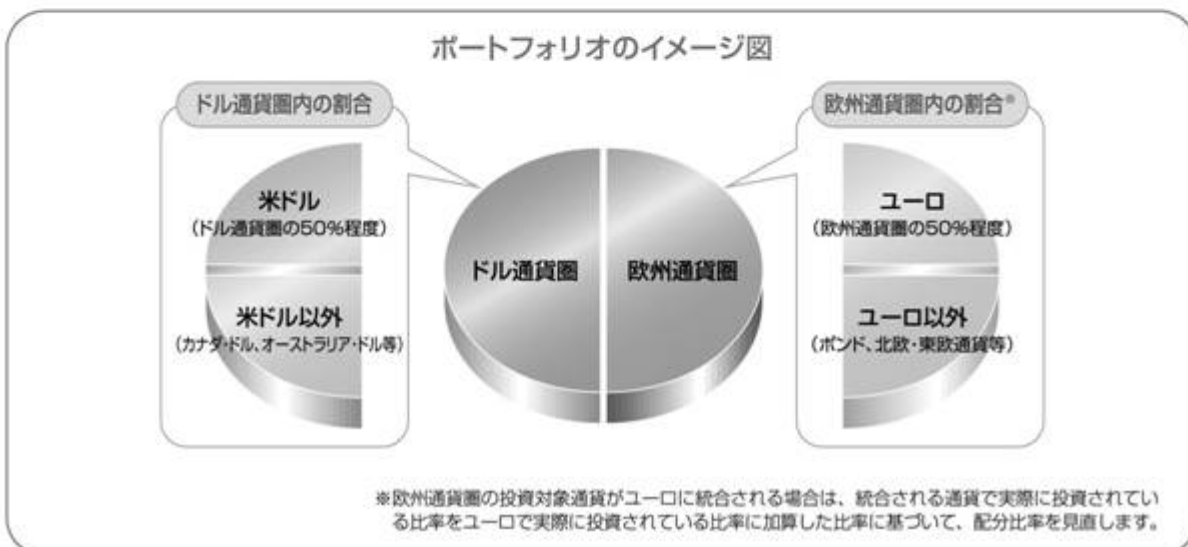 ポートフォリオのイメージ図
ドル通貨圏内の割合
米ドル
（ドル通貨圏の50％程度）
米ドル以外
（カナダ・ドル、オーストラリア・ドル等）
ドル通貨圏
欧州通貨圏
欧州通貨圏内の割合※
ユーロ
（欧州通貨圏の50％程度）
ユーロ以外
（ポンド、北欧・東欧通貨等）
※欧州通貨圏の投資対象通貨がユーロに統合される場合は、統合される通貨で実際に投資されてい
る比率をユーロで実際に投資されている比率に加算した比率に基づいて、配分比率を見直します。